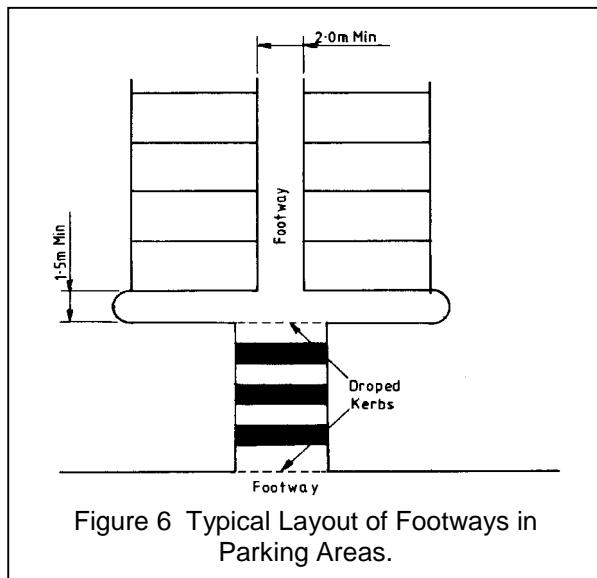 2·0m Min
Footway
1·5m Min
Droped
Kerbs
Footway
Figure 6 Typical Layout of Footways in
Parking Areas.